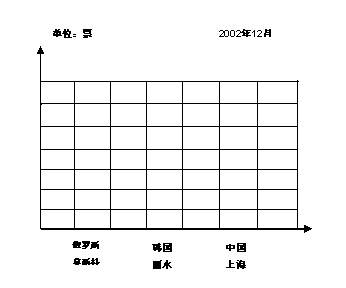 单位：票 2002年12月
俄罗斯 韩国 中国
莫斯科 丽水 上海